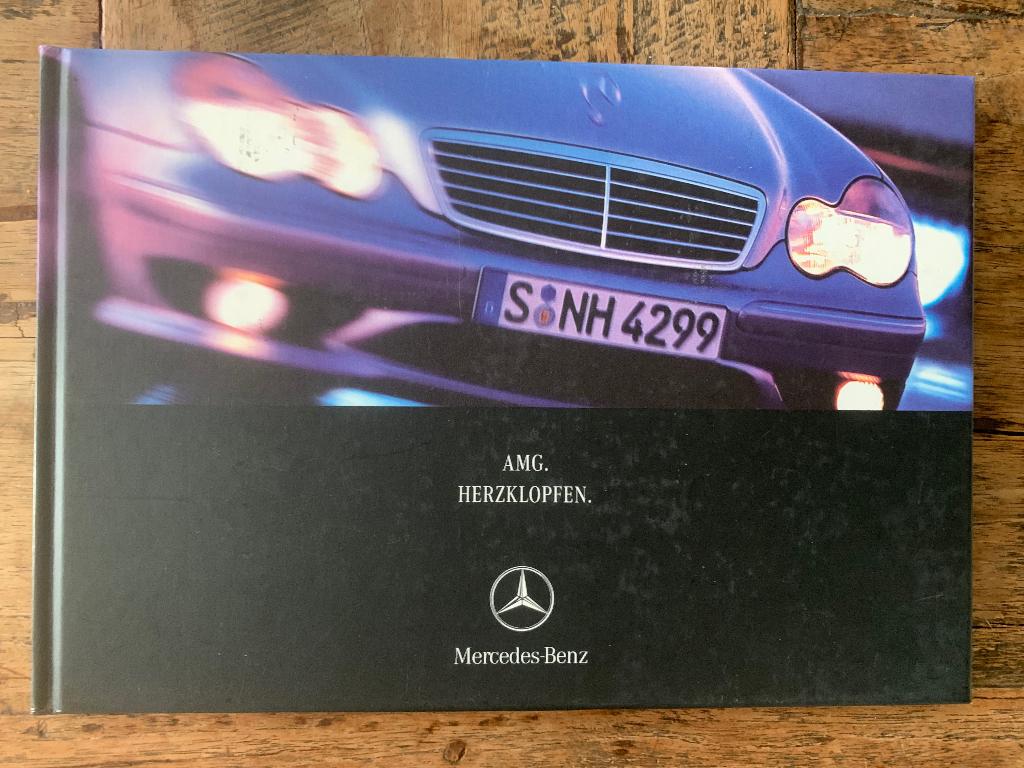 S NH 4299
AMG.
HERZKLOPFEN.
Mercedes-Benz